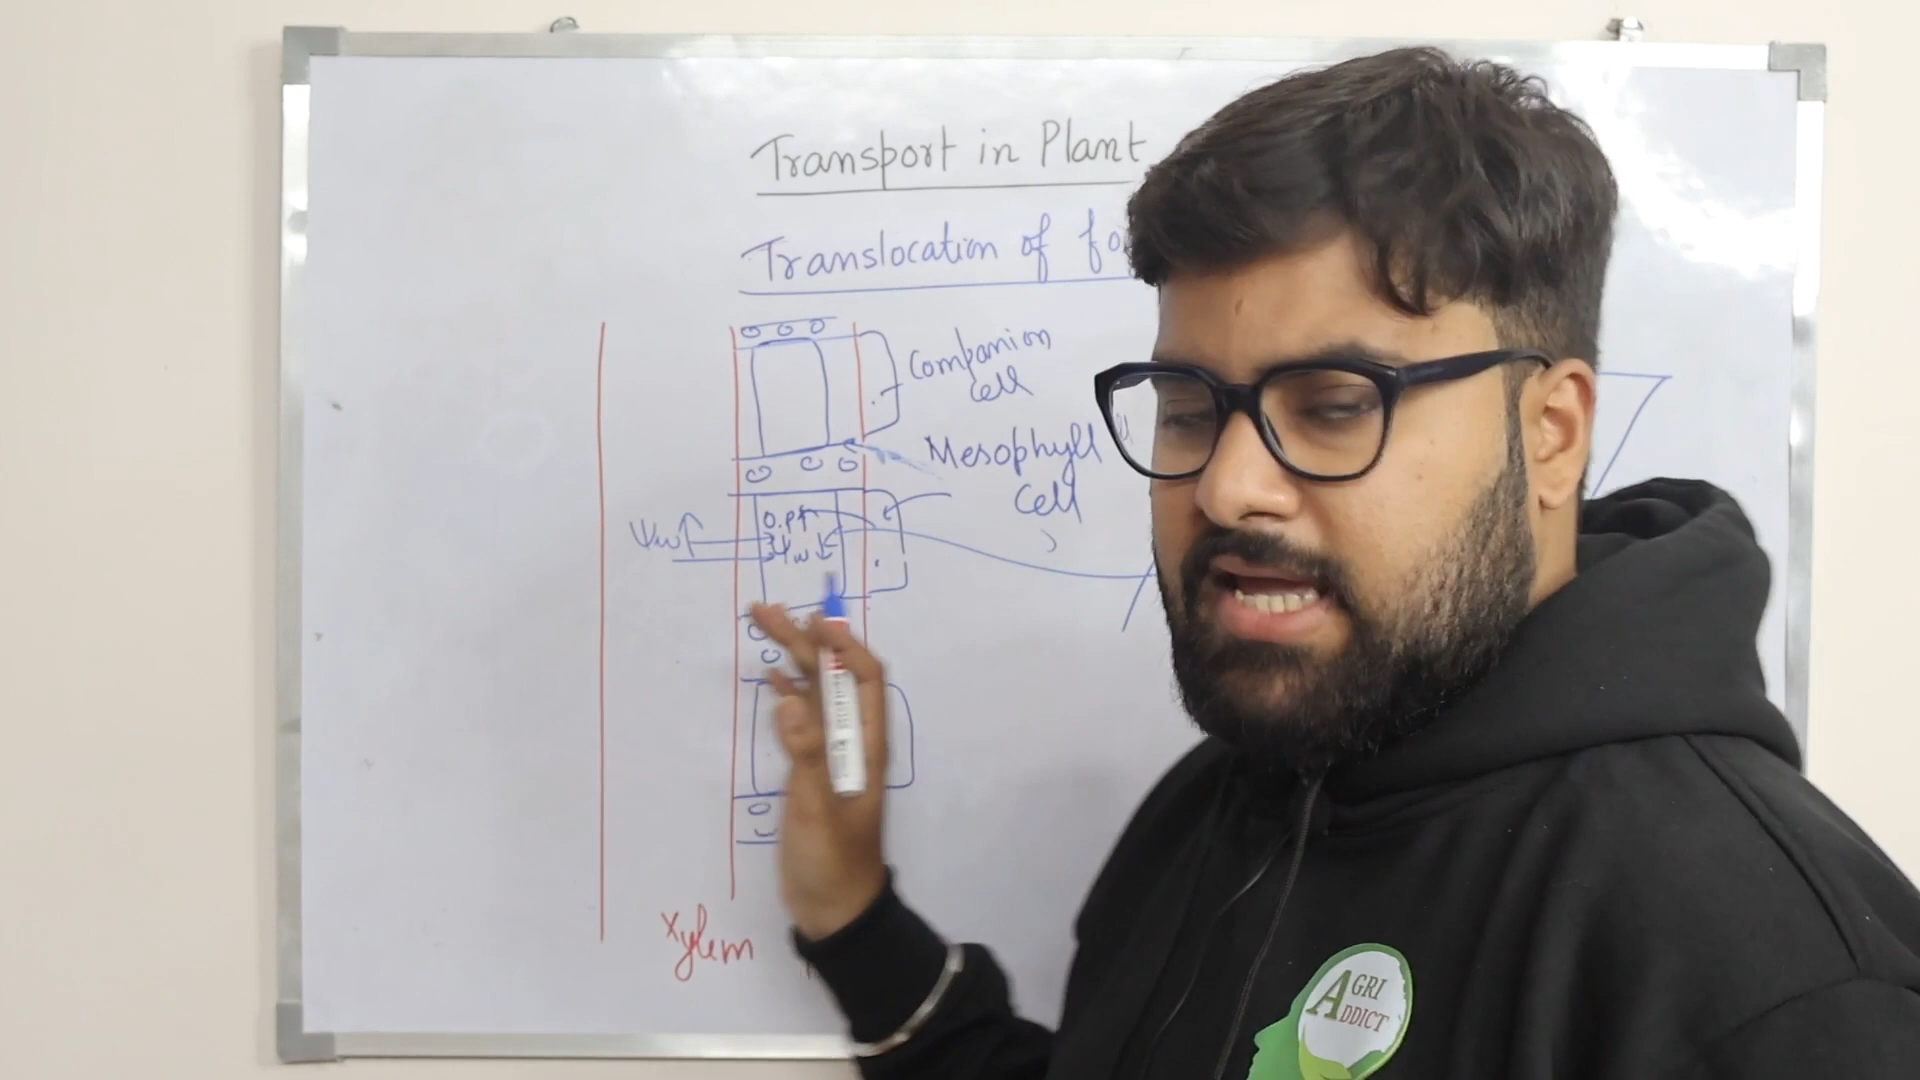 Transport in Plant
Translocation of fo
Companion
Cell
Mesophyll
Cell
O.P↑
Ψw↑
Ψw↓
Xylem
AGRI
ADDICT